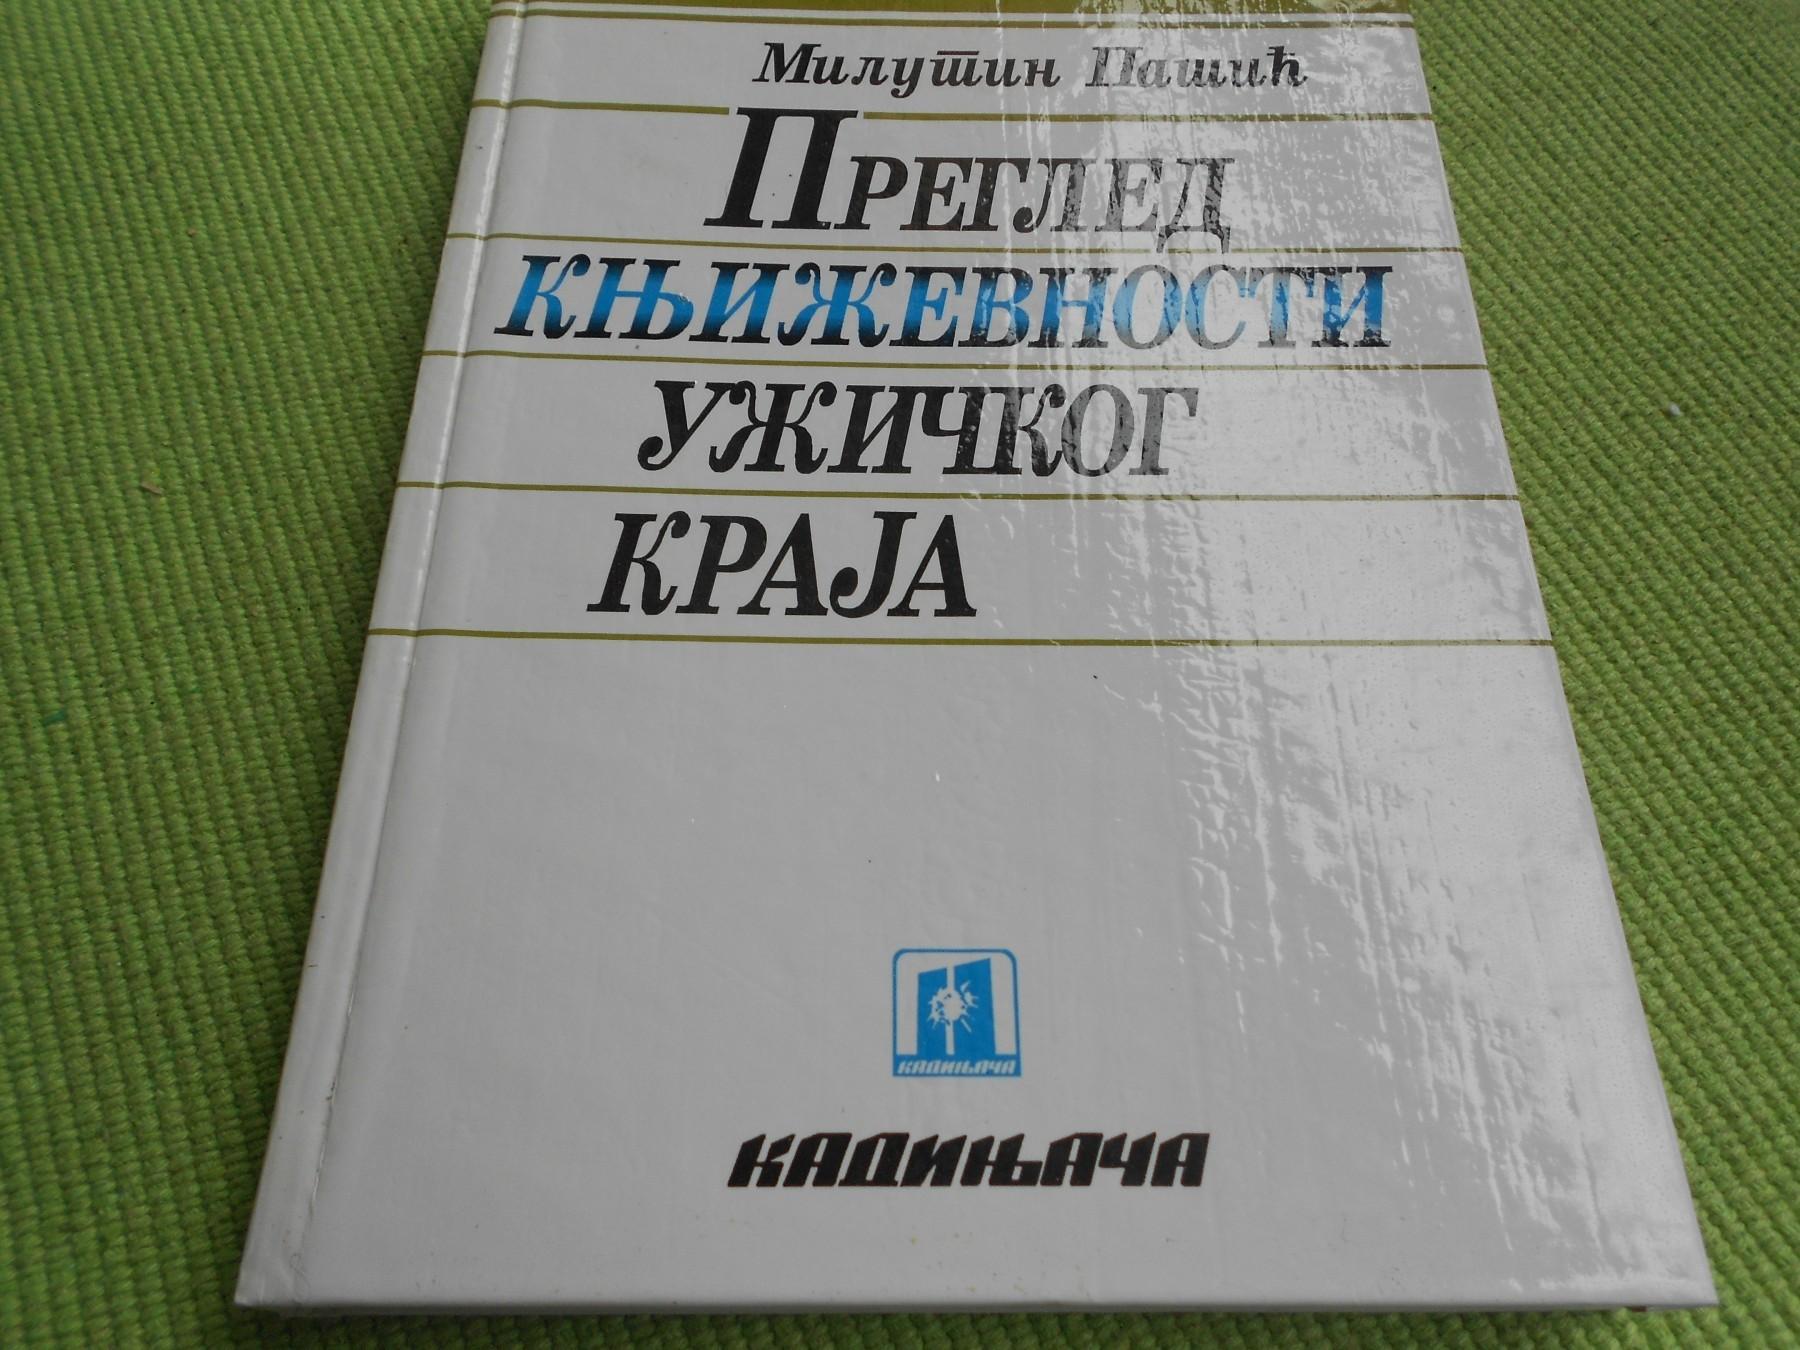 Милутин Пашић
ПРЕГЛЕД
КЊИЖЕВНОСТИ
УЖИЧКОГ
КРАЈА
КАДИЊАЧА
КАДИЊАЧА